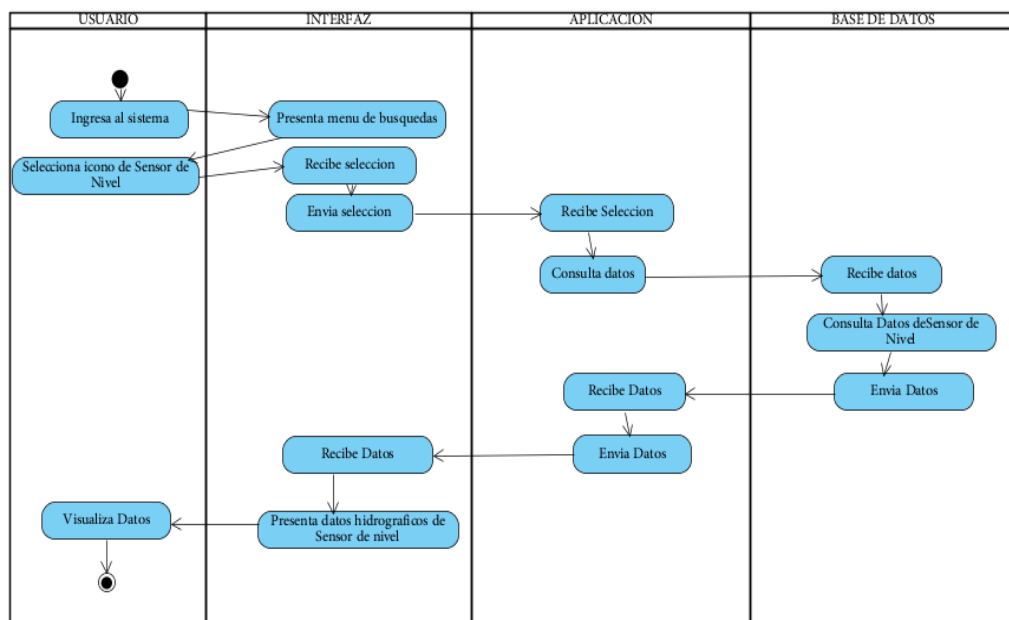 USUARIO
INTERFAZ
APLICACION
BASE DE DATOS
Ingresa al sistema
Presenta menu de busquedas
Selecciona icono de Sensor de
Nivel
Recibe seleccion
Envia seleccion
Recibe Seleccion
Consulta datos
Recibe datos
Consulta Datos deSensor de
Nivel
Envia Datos
Recibe Datos
Envia Datos
Recibe Datos
Presenta datos hidrograficos de
Sensor de nivel
Visualiza Datos